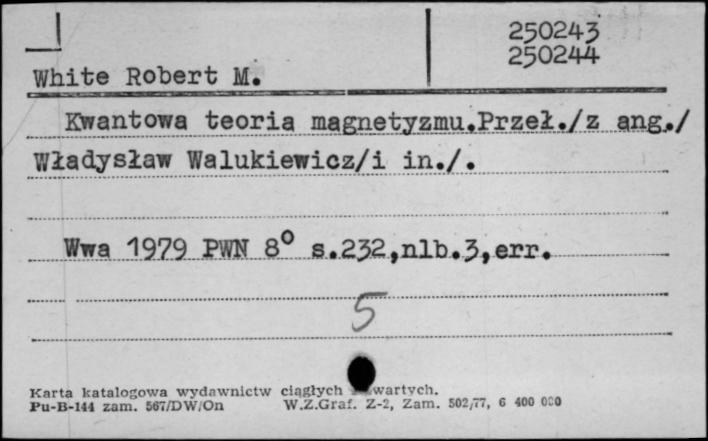 250243
250244
White Robert M.
Kwantowa teoria magnetyzmu.Przeł./z ang./
Władysław Walukiewicz/i in./.
Wwa 1979 PWN 8° s.232,nlb.3,err.
5
Karta katalogowa wydawnictw ciągłych wartych.
Pu-B-144 zam. 567/DW/On W.Z.Graf. Z-2, Zam. 502/77, 6 400 000